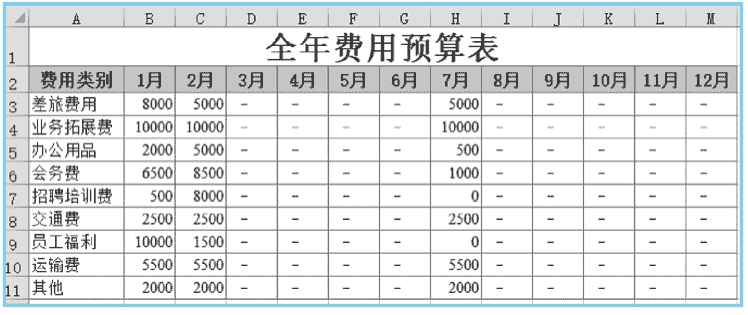 A B C D E F G H I J K L M
1 全年费用预算表
2 费用类别 1月 2月 3月 4月 5月 6月 7月 8月 9月 10月 11月 12月
3 差旅费用 8000 5000 - - - - 5000 - - - - -
4 业务拓展费 10000 10000 - - - - 10000 - - - - -
5 办公用品 2000 5000 - - - - 500 - - - - -
6 会务费 6500 8500 - - - - 1000 - - - - -
7 招聘培训费 500 8000 - - - - 0 - - - - -
8 交通费 2500 2500 - - - - 2500 - - - - -
9 员工福利 10000 1500 - - - - 0 - - - - -
10 运输费 5500 5500 - - - - 5500 - - - - -
11 其他 2000 2000 - - - - 2000 - - - - -